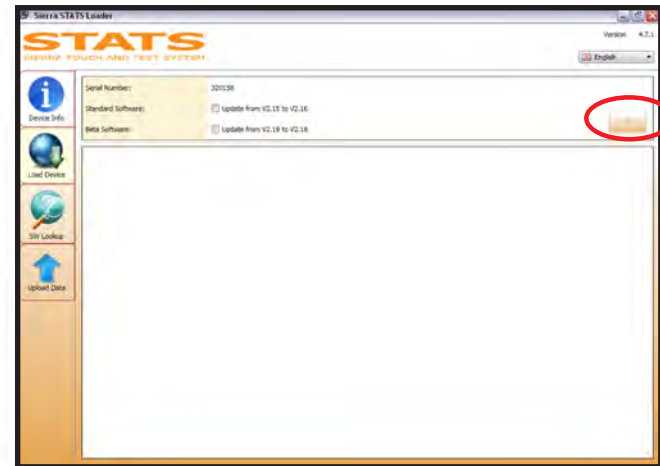 Sierra STATS Loader
STATS
SIERRA TOUCH AND TEST SYSTEM
Version 4.7.1
English
Device Info
Load Device
SW Lookup
Upload Data
Serial Number: 320158
Standard Software: Update from V2.15 to V2.16
Beta Software: Update from V2.19 to V2.18